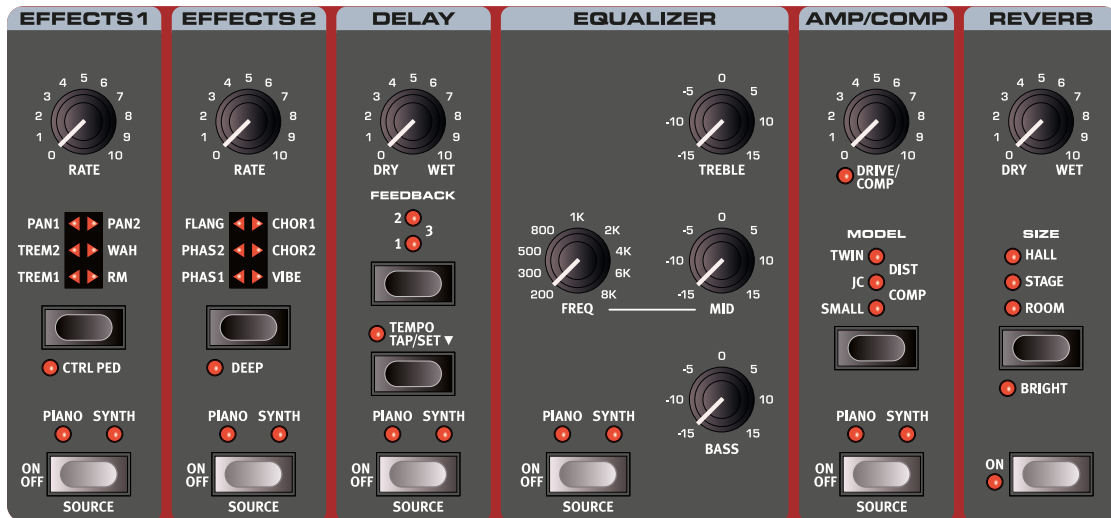 EFFECTS 1
4 5 6
3 7
2 8
1 9
0 10
RATE
PAN1 PAN2
TREM2 WAH
TREM1 RM
CTRL PED
PIANO SYNTH
ON
OFF
SOURCE
EFFECTS 2
4 5 6
3 7
2 8
1 9
0 10
RATE
FLANG CHOR1
PHAS2 CHOR2
PHAS1 VIBE
DEEP
PIANO SYNTH
ON
OFF
SOURCE
DELAY
4 5 6
3 7
2 8
1 9
0 10
DRY WET
FEEDBACK
2
3
1
TEMPO
TAP/SET ▼
PIANO SYNTH
ON
OFF
SOURCE
EQUALIZER
0
-5 5
-10 10
-15 15
TREBLE
1K
800 2K
500 4K
300 6K
200 8K
FREQ
0
-5 5
-10 10
-15 15
MID
0
-5 5
-10 10
-15 15
BASS
PIANO SYNTH
ON
OFF
SOURCE
AMP/COMP
4 5 6
3 7
2 8
1 9
0 10
DRIVE/
COMP
MODEL
TWIN
DIST
JC
COMP
SMALL
PIANO SYNTH
ON
OFF
SOURCE
REVERB
4 5 6
3 7
2 8
1 9
0 10
DRY WET
SIZE
HALL
STAGE
ROOM
BRIGHT
ON